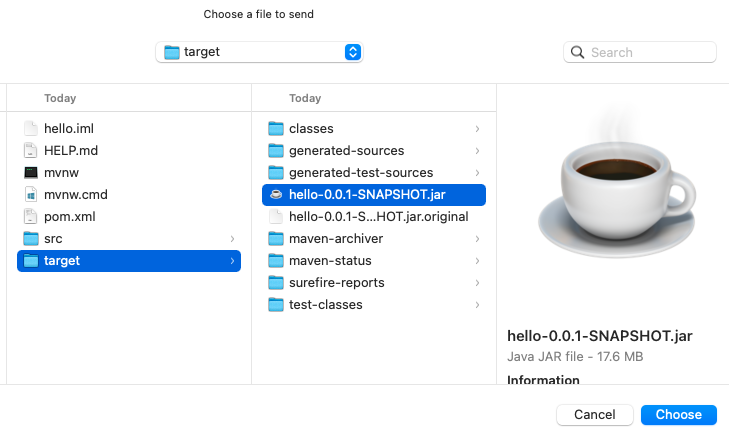 Choose a file to send
target
Search
Today
hello.iml
HELP.md
mvnw
mvnw.cmd
pom.xml
src
target
Today
classes
generated-sources
generated-test-sources
hello-0.0.1-SNAPSHOT.jar
hello-0.0.1-S...HOT.jar.original
maven-archiver
maven-status
surefire-reports
test-classes
hello-0.0.1-SNAPSHOT.jar
Java JAR file - 17.6 MB
Information
Cancel
Choose